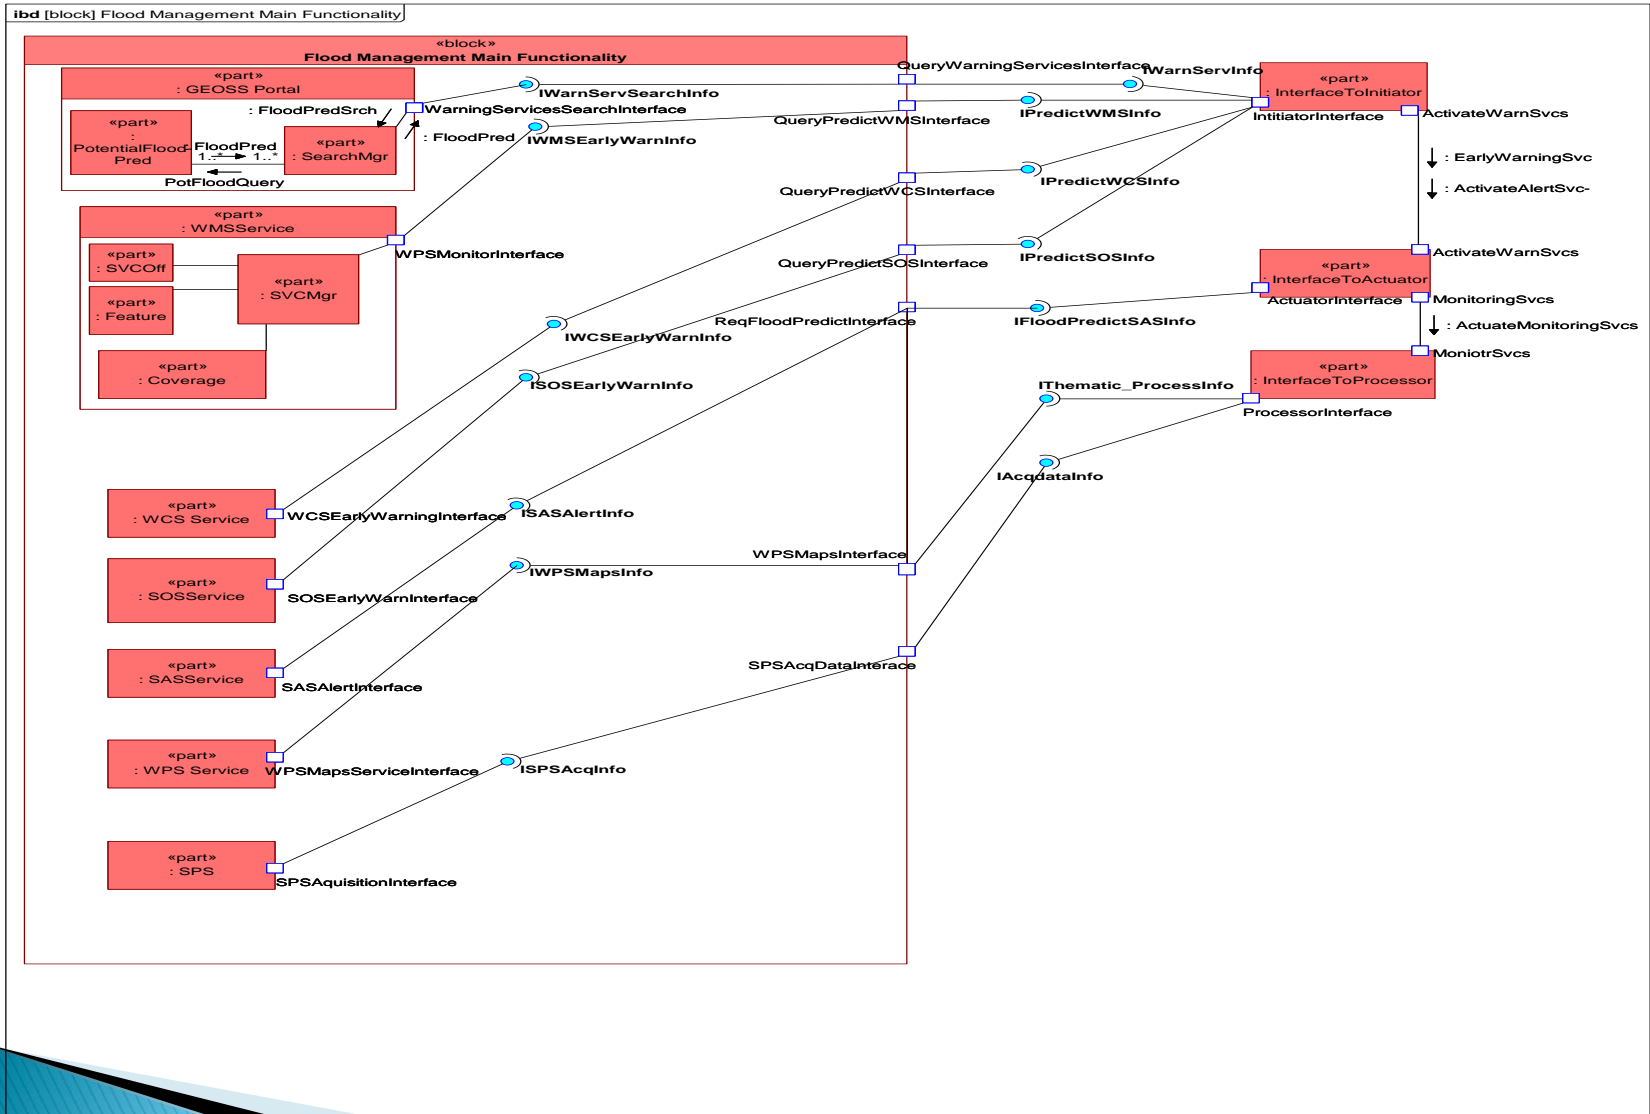 ibd [block] Flood Management Main Functionality
«block»
Flood Management Main Functionality
«part»
: GEOSS Portal
: FloodPredSrch
WarningServicesSearchInterface
: FloodPred
«part»
:
PotentialFlood-
Pred
FloodPred
1..*
1..*
PotFloodQuery
«part»
: SearchMgr
IWarnServSearchInfo
IWMSEarlyWarnInfo
QueryWarningServicesInterface
IWarnServInfo
QueryPredictWMSInterface
IPredictWMSInfo
«part»
: InterfaceToInitiator
IntitiatorInterface
ActivateWarnSvcs
: EarlyWarningSvc
: ActivateAlertSvc-
QueryPredictWCSInterface
IPredictWCSInfo
«part»
: WMSService
WPSMonitorInterface
«part»
: SVCOff
«part»
: Feature
«part»
: SVCMgr
«part»
: Coverage
QueryPredictSOSInterface
IPredictSOSInfo
ActivateWarnSvcs
«part»
: InterfaceToActuator
ActuatorInterface
MonitoringSvcs
: ActuateMonitoringSvcs
MoniotrSvcs
ReqFloodPredictInterface
IFloodPredictSASInfo
IWCSEarlyWarnInfo
ISOSEarlyWarnInfo
«part»
: InterfaceToProcessor
ProcessorInterface
IThematic_ProcessInfo
IAcqdataInfo
«part»
: WCS Service
WCSEarlyWarningInterface
ISASAlertInfo
WPSMapsInterface
IWPSMapsInfo
«part»
: SOSService
SOSEarlyWarnInterface
«part»
: SASService
SASAlertInterface
SPSAcqDataInterace
«part»
: WPS Service
WPSMapsServiceInterface
ISPSAcqInfo
«part»
: SPS
SPSAquisitionInterface